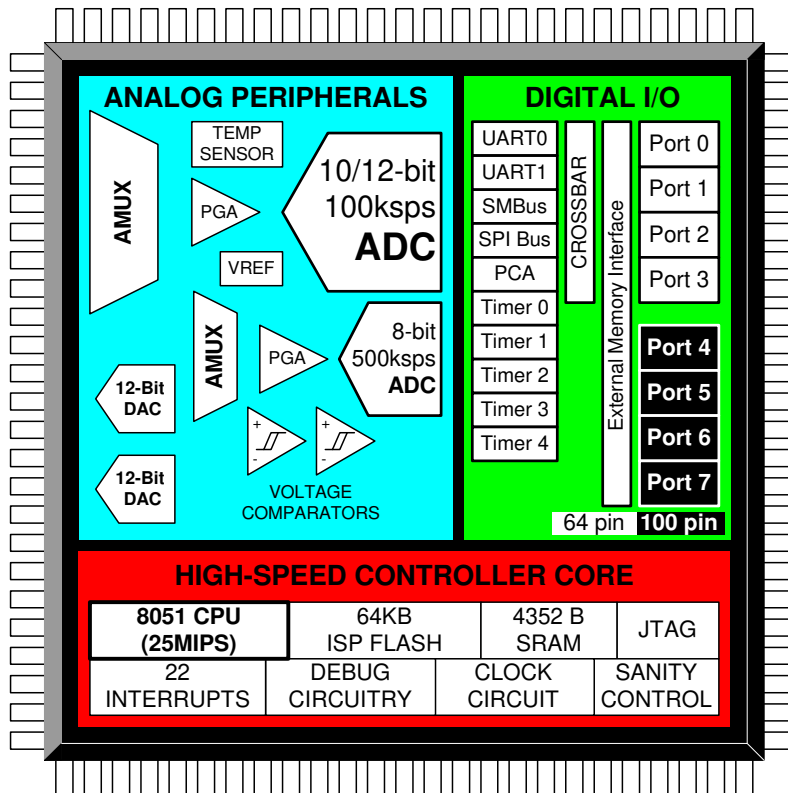 ANALOG PERIPHERALS
AMUX
TEMP
SENSOR
PGA
VREF
10/12-bit
100ksps
ADC
AMUX
PGA
8-bit
500ksps
ADC
12-Bit
DAC
12-Bit
DAC
+
-
+
-
VOLTAGE
COMPARATORS
DIGITAL I/O
UART0
UART1
SMBus
SPI Bus
PCA
Timer 0
Timer 1
Timer 2
Timer 3
Timer 4
CROSSBAR
External Memory Interface
Port 0
Port 1
Port 2
Port 3
Port 4
Port 5
Port 6
Port 7
64 pin 100 pin
HIGH-SPEED CONTROLLER CORE
8051 CPU
(25MIPS)
64KB
ISP FLASH
4352 B
SRAM
JTAG
22
INTERRUPTS
DEBUG
CIRCUITRY
CLOCK
CIRCUIT
SANITY
CONTROL